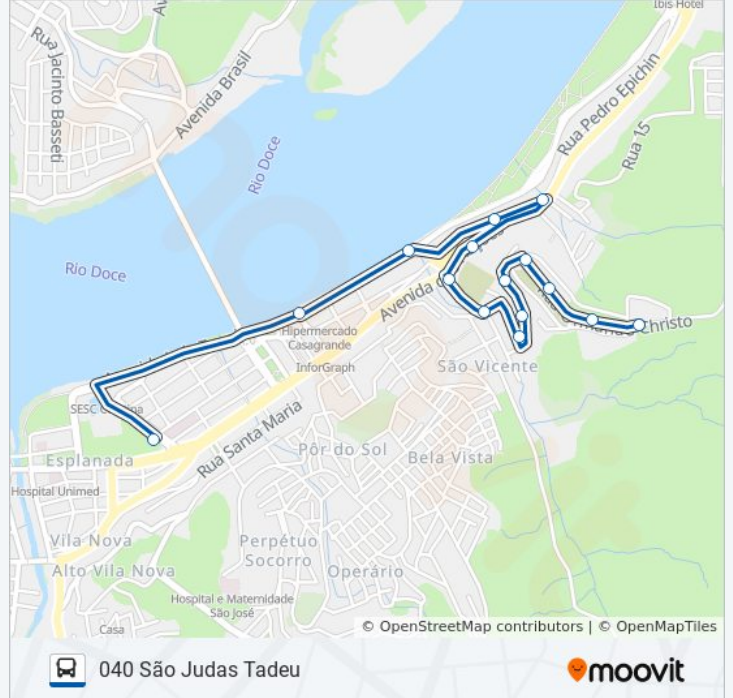 Ibis Hotel
Av
Rua Jacinto Basseti
Avenida Brasil
Rua Pedro Epichin
Rua 15
Rio Doce
Rio Doce
Avenida
Christo
Hipermercado
Casagrande
InforGraph
São Vicente
SESC
Rua Santa Maria
Pôr do Sol
Bela Vista
Esplanada
Hospital Unimed
Vila Nova
Alto Vila Nova
Perpétuo
Socorro
Operário
Hospital e Maternidade
São José
Casa
© OpenStreetMap contributors | © OpenMapTiles
040 São Judas Tadeu
moovit